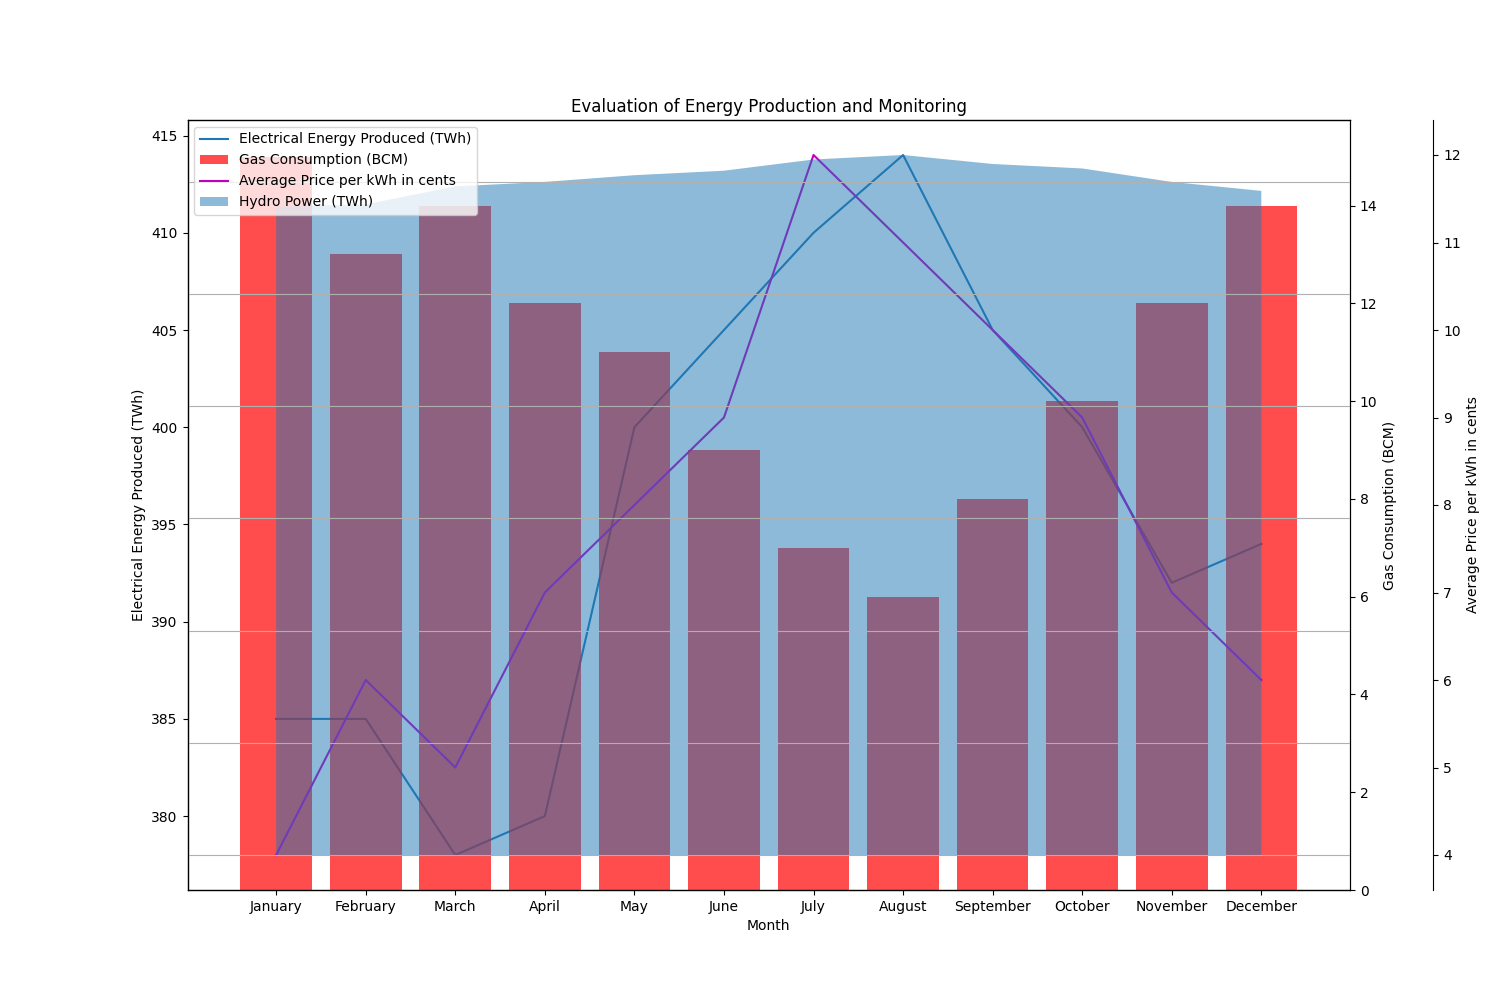 Evaluation of Energy Production and Monitoring
Electrical Energy Produced (TWh)
Gas Consumption (BCM)
Average Price per kWh in cents
Hydro Power (TWh)
Electrical Energy Produced (TWh)
415
410
405
400
395
390
385
380
14
12
10
8
6
4
2
0
Gas Consumption (BCM)
12
11
10
9
8
7
6
5
4
Average Price per kWh in cents
January February March April May June July August September October November December
Month